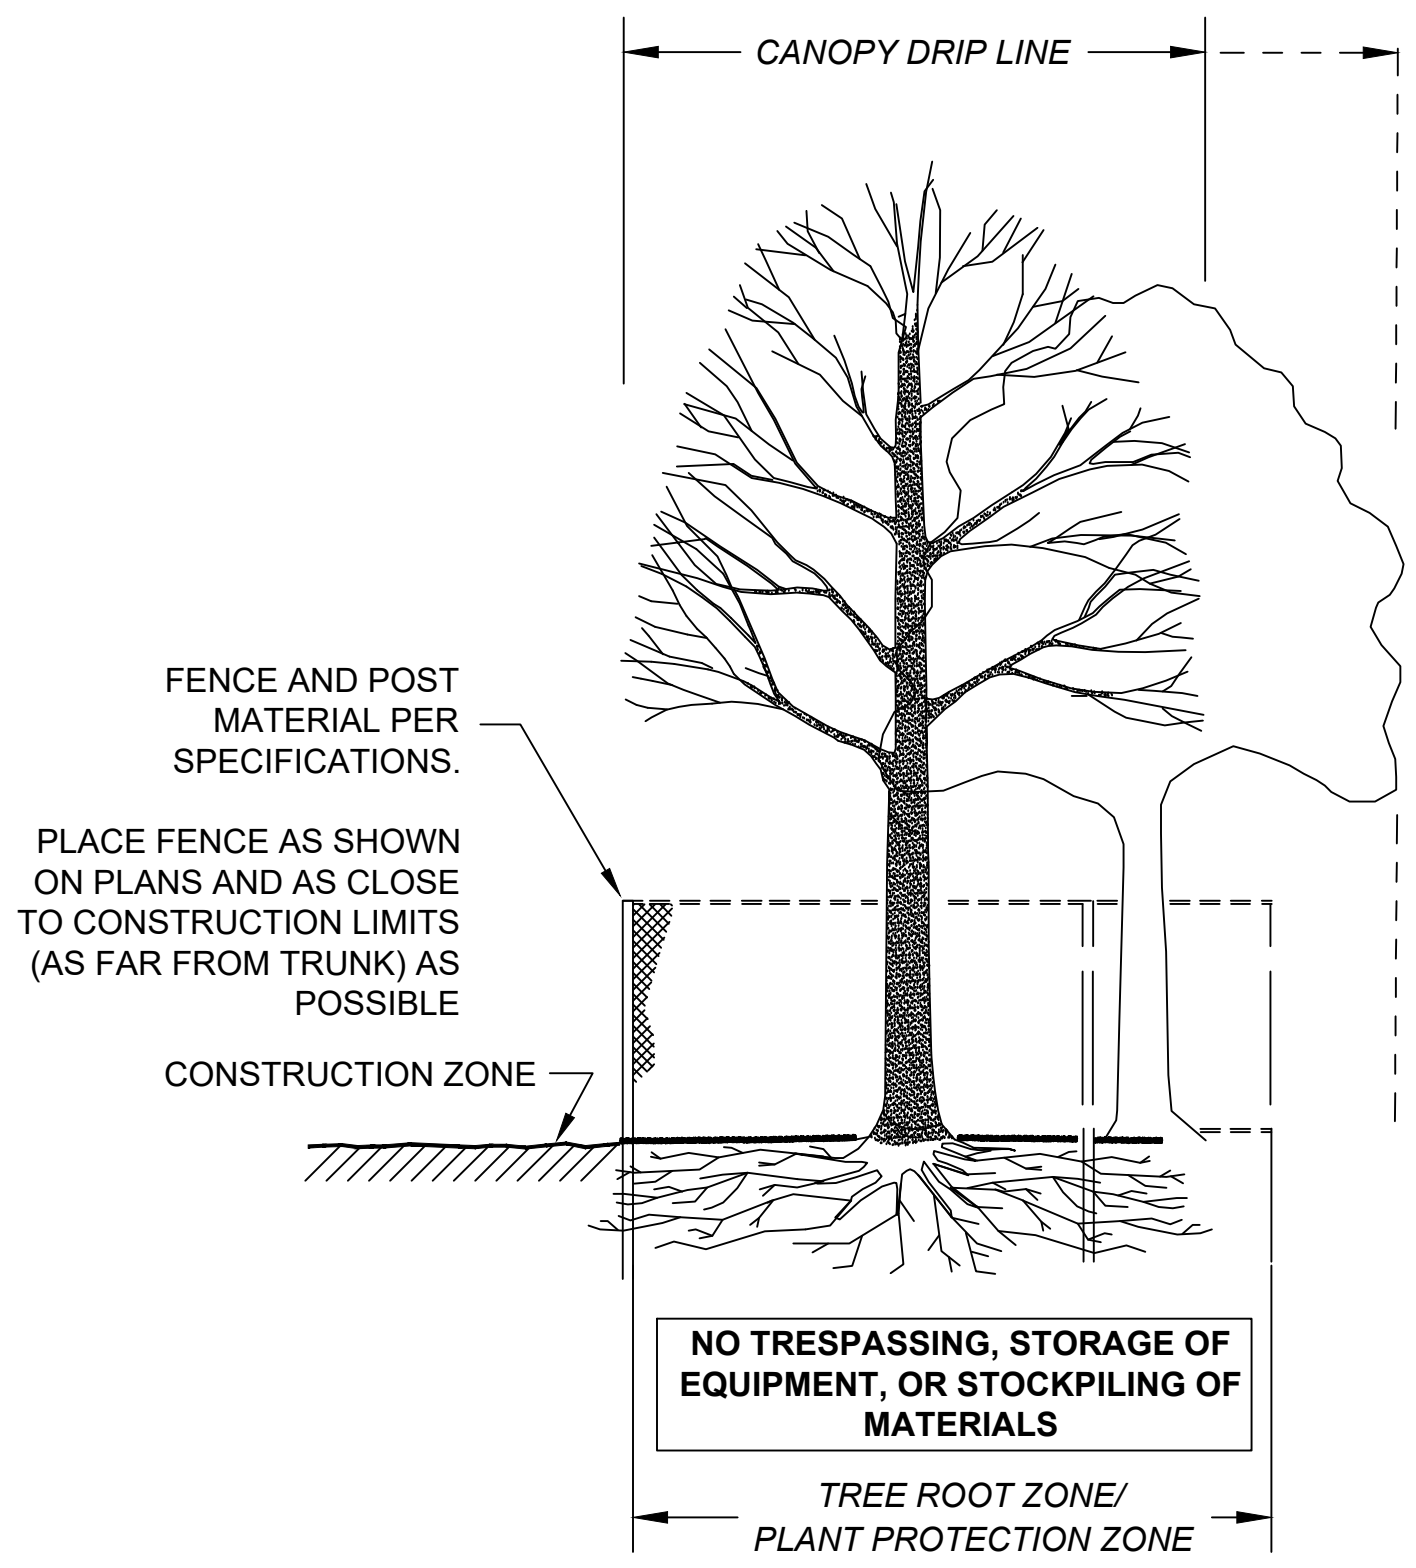 CANOPY DRIP LINE
FENCE AND POST
MATERIAL PER
SPECIFICATIONS.
PLACE FENCE AS SHOWN
ON PLANS AND AS CLOSE
TO CONSTRUCTION LIMITS
(AS FAR FROM TRUNK) AS
POSSIBLE
CONSTRUCTION ZONE
NO TRESPASSING, STORAGE OF
EQUIPMENT, OR STOCKPILING OF
MATERIALS
TREE ROOT ZONE/
PLANT PROTECTION ZONE